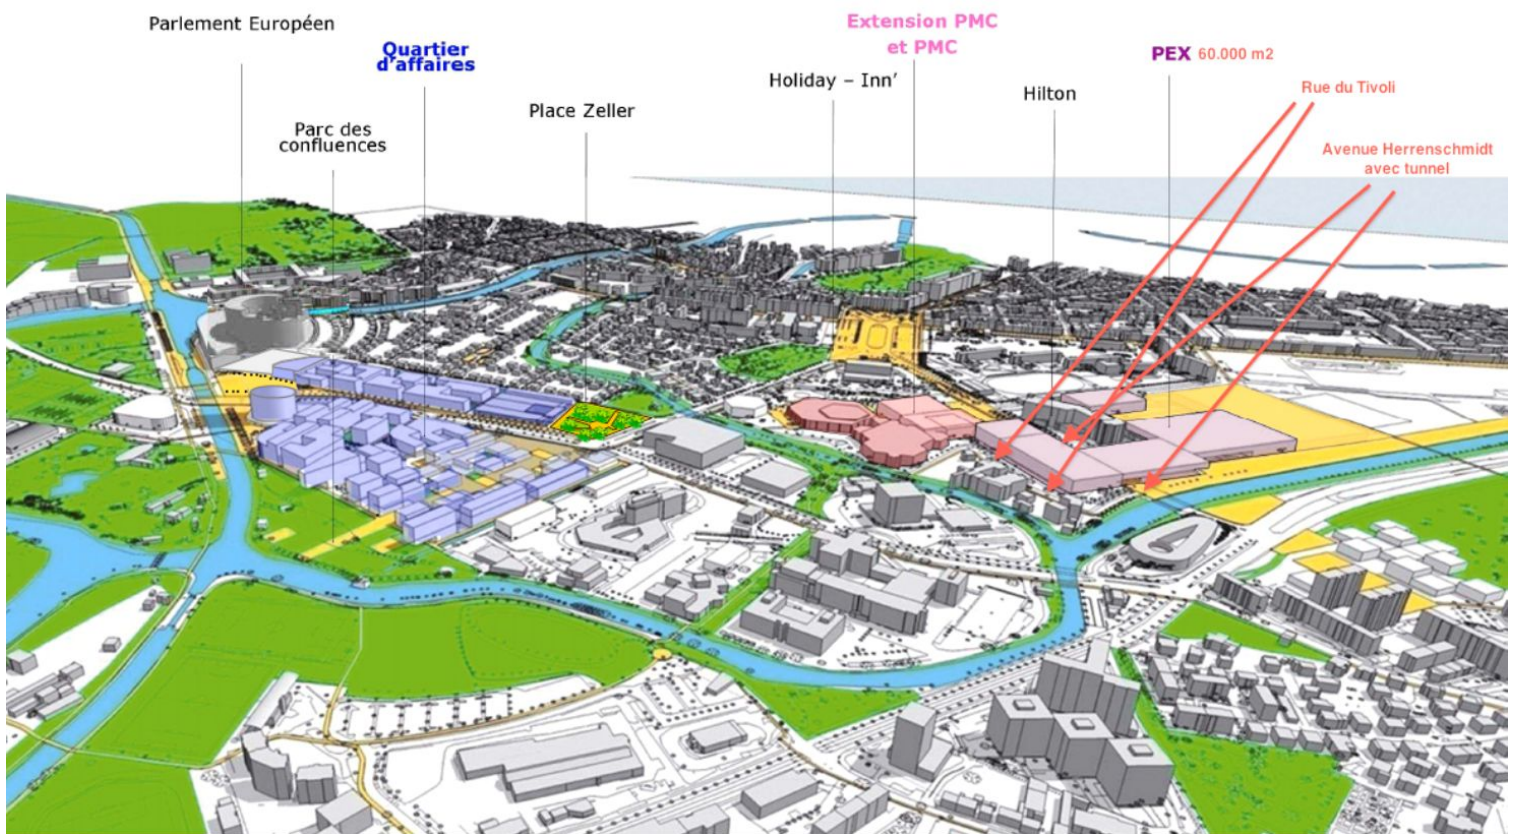 Parlement Européen
Quartier
d'affaires
Parc des
confluences
Place Zeller
Holiday – Inn'
Extension PMC
et PMC
Hilton
PEX 60.000 m2
Rue du Tivoli
Avenue Herrenschmidt
avec tunnel